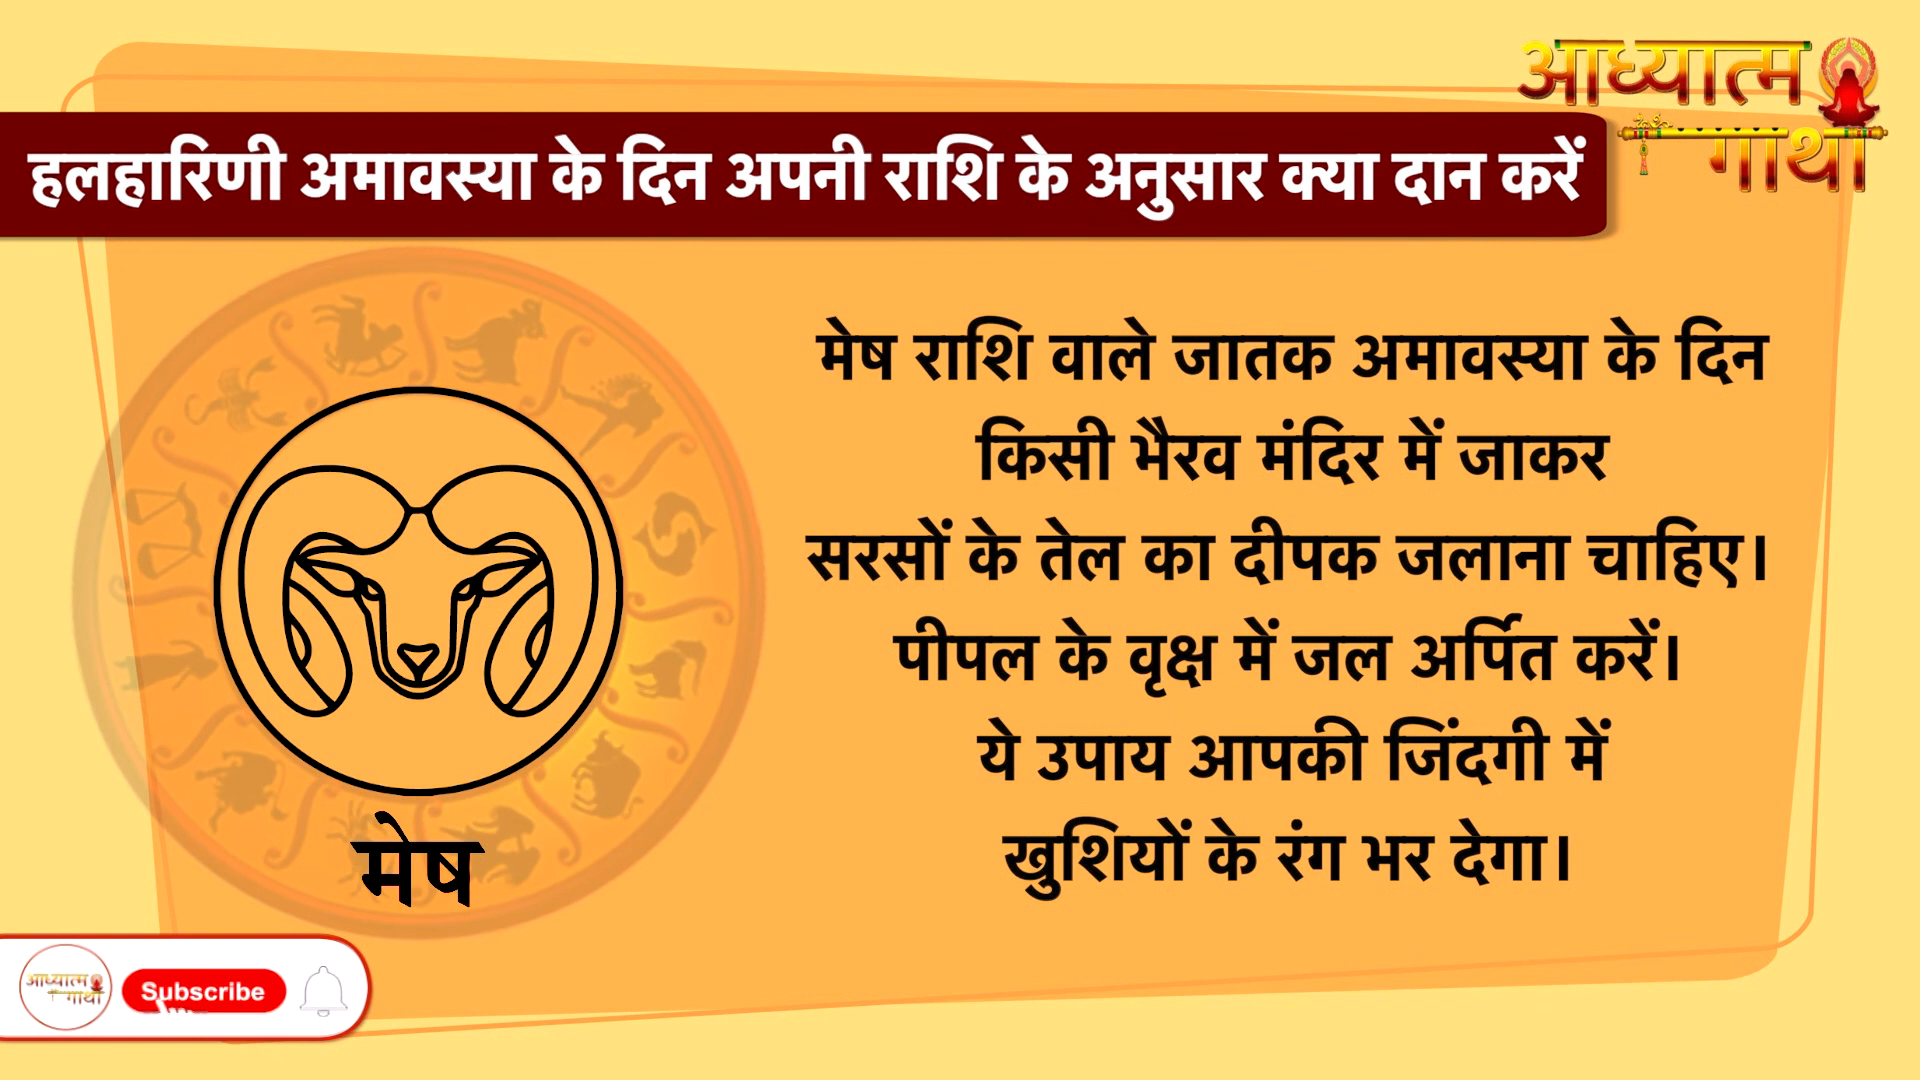 आध्यात्म
गाथा
हलहारिणी अमावस्या के दिन अपनी राशि के अनुसार क्या दान करें
मेष राशि वाले जातक अमावस्या के दिन
किसी भैरव मंदिर में जाकर
सरसों के तेल का दीपक जलाना चाहिए।
पीपल के वृक्ष में जल अर्पित करें।
ये उपाय आपकी जिंदगी में
खुशियों के रंग भर देगा।
मेष
आध्यात्म
गाथा
Subscribe